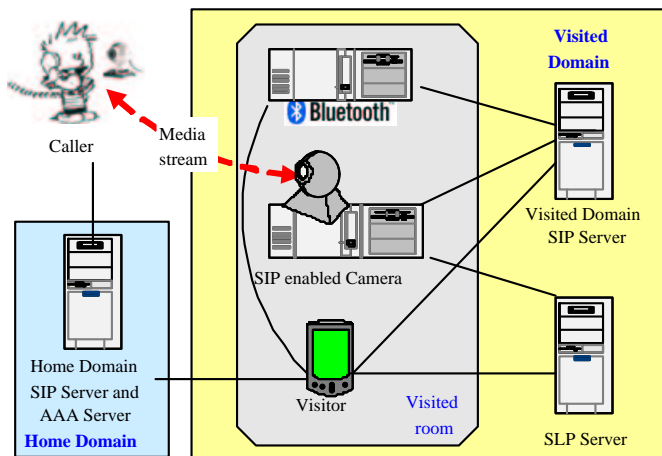 Visited
Domain
Bluetooth™
Media
stream
Caller
Visited Domain
SIP Server
SIP enabled Camera
Home Domain
SIP Server and
AAA Server
Home Domain
Visitor
Visited
room
SLP Server